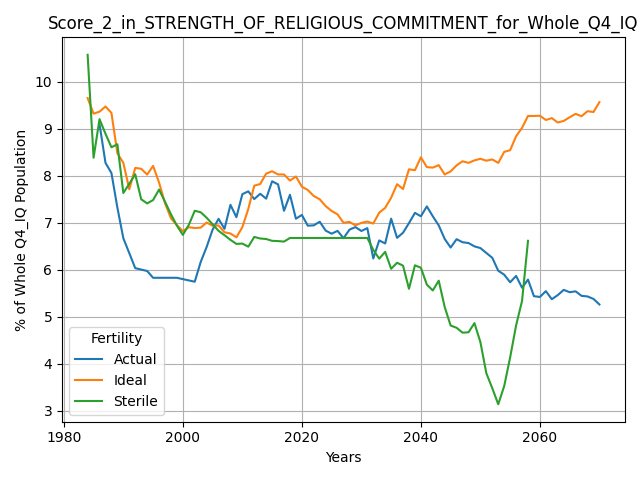 Score_2_in_STRENGTH_OF_RELIGIOUS_COMMITMENT_for_Whole_Q4_IQ
% of Whole Q4_IQ Population
10
9
8
7
6
5
4
3
Fertility
Actual
Ideal
Sterile
1980
2000
2020
2040
2060
Years